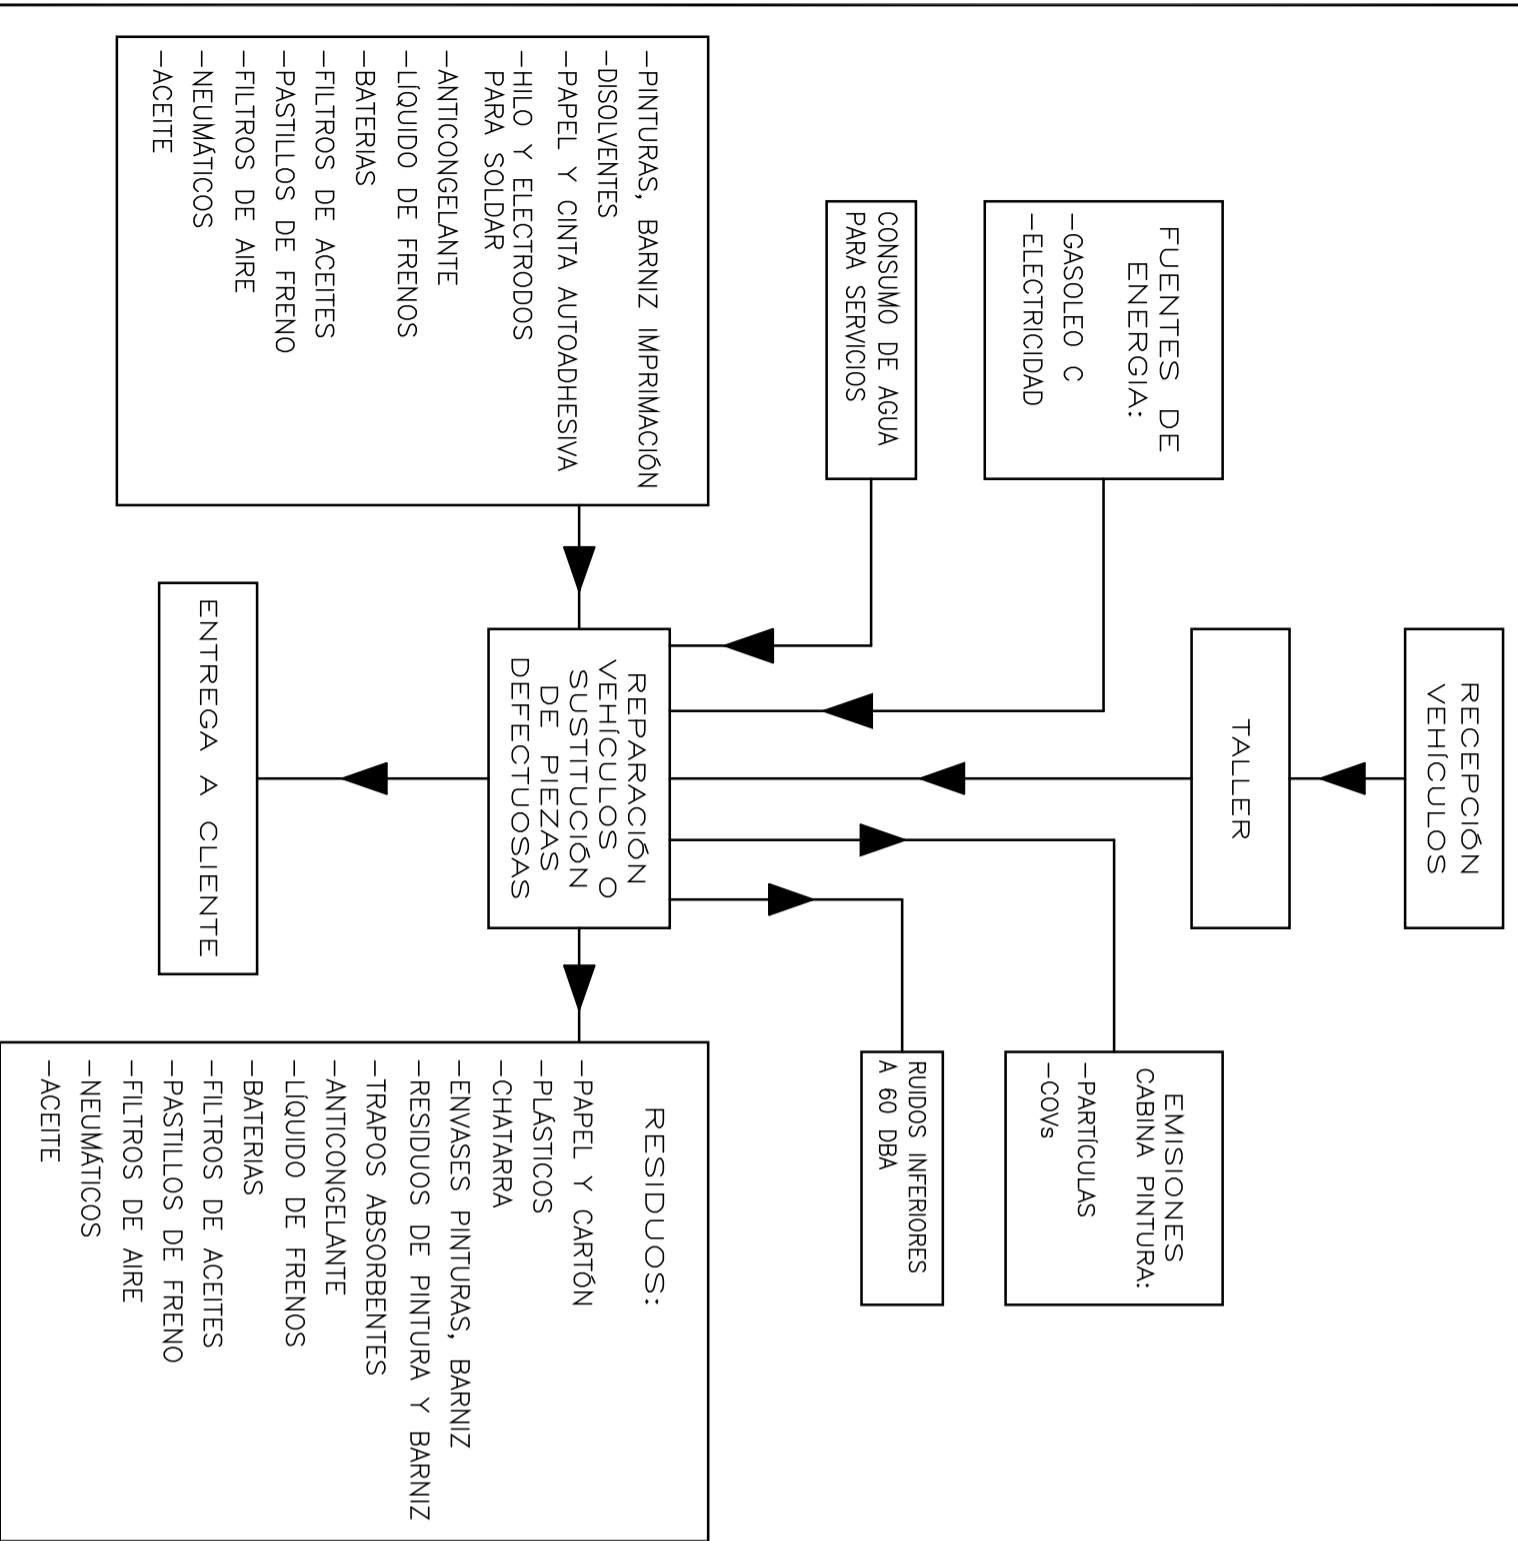 RECEPCIÓN
VEHÍCULOS
TALLER
FUENTES DE
ENERGIA:
-GASOLEO C
-ELECTRICIDAD
CONSUMO DE AGUA
PARA SERVICIOS
EMISIONES
CABINA PINTURA:
-PARTÍCULAS
-COVs
RUIDOS INFERIORES
A 60 DBA
-PINTURAS, BARNIZ IMPRIMACIÓN
-DISOLVENTES
-PAPEL Y CINTA AUTOADHESIVA
-HILO Y ELECTRODOS
PARA SOLDAR
-ANTICONGELANTE
-LÍQUIDO DE FRENOS
-BATERIAS
-FILTROS DE ACEITES
-PASTILLOS DE FRENO
-FILTROS DE AIRE
-NEUMÁTICOS
-ACEITE
REPARACIÓN
VEHÍCULOS O
SUSTITUCIÓN
DE PIEZAS
DEFECTUOSAS
RESIDUOS:
-PAPEL Y CARTÓN
-PLÁSTICOS
-CHATARRA
-ENVASES PINTURAS, BARNIZ
-RESIDUOS DE PINTURA Y BARNIZ
-TRAPOS ABSORBENTES
-ANTICONGELANTE
-LÍQUIDO DE FRENOS
-BATERIAS
-FILTROS DE ACEITES
-PASTILLOS DE FRENO
-FILTROS DE AIRE
-NEUMÁTICOS
-ACEITE
ENTREGA A CLIENTE